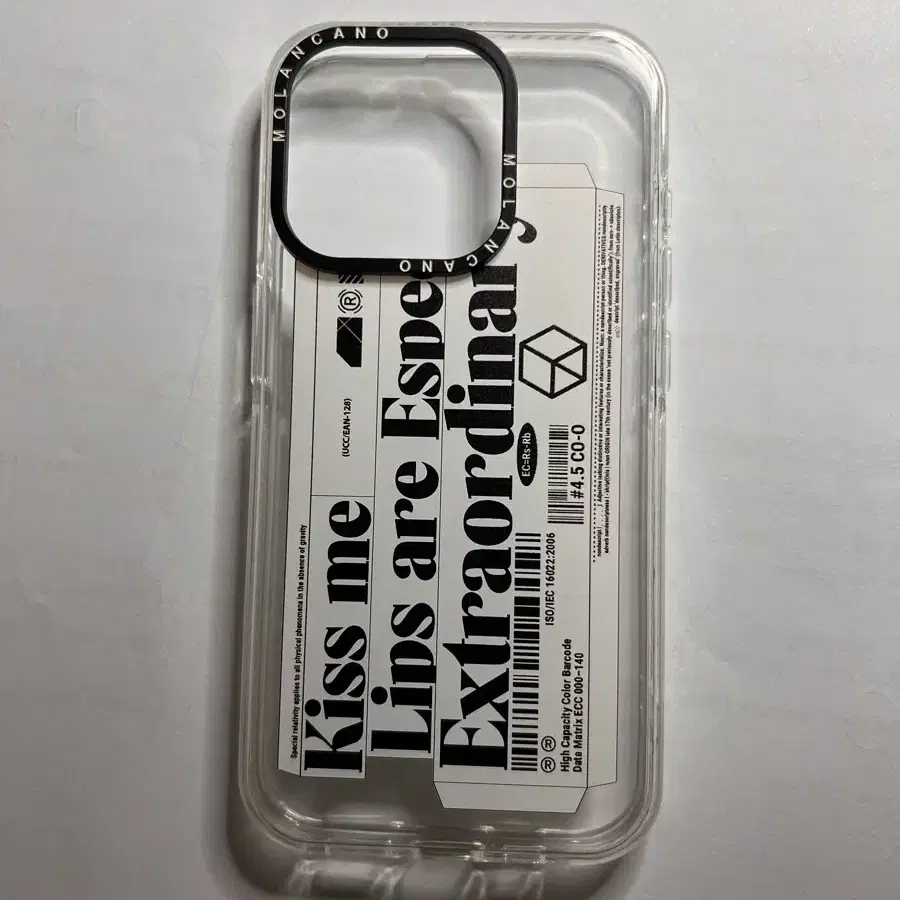 MOLANCANO
MOLANCANO
MOLANCANO
Special relativity applies to all physical phenomena in the absence of gravity
Kiss me
(UCC/EAN-128)
®
Lips are Espe
Extraordinary
EC=Rs-Rb
#4.5 CO-O
ISO/IEC 16022:2006
® ®
High Capacity Color Barcode
Data Matrix ECC 000-140